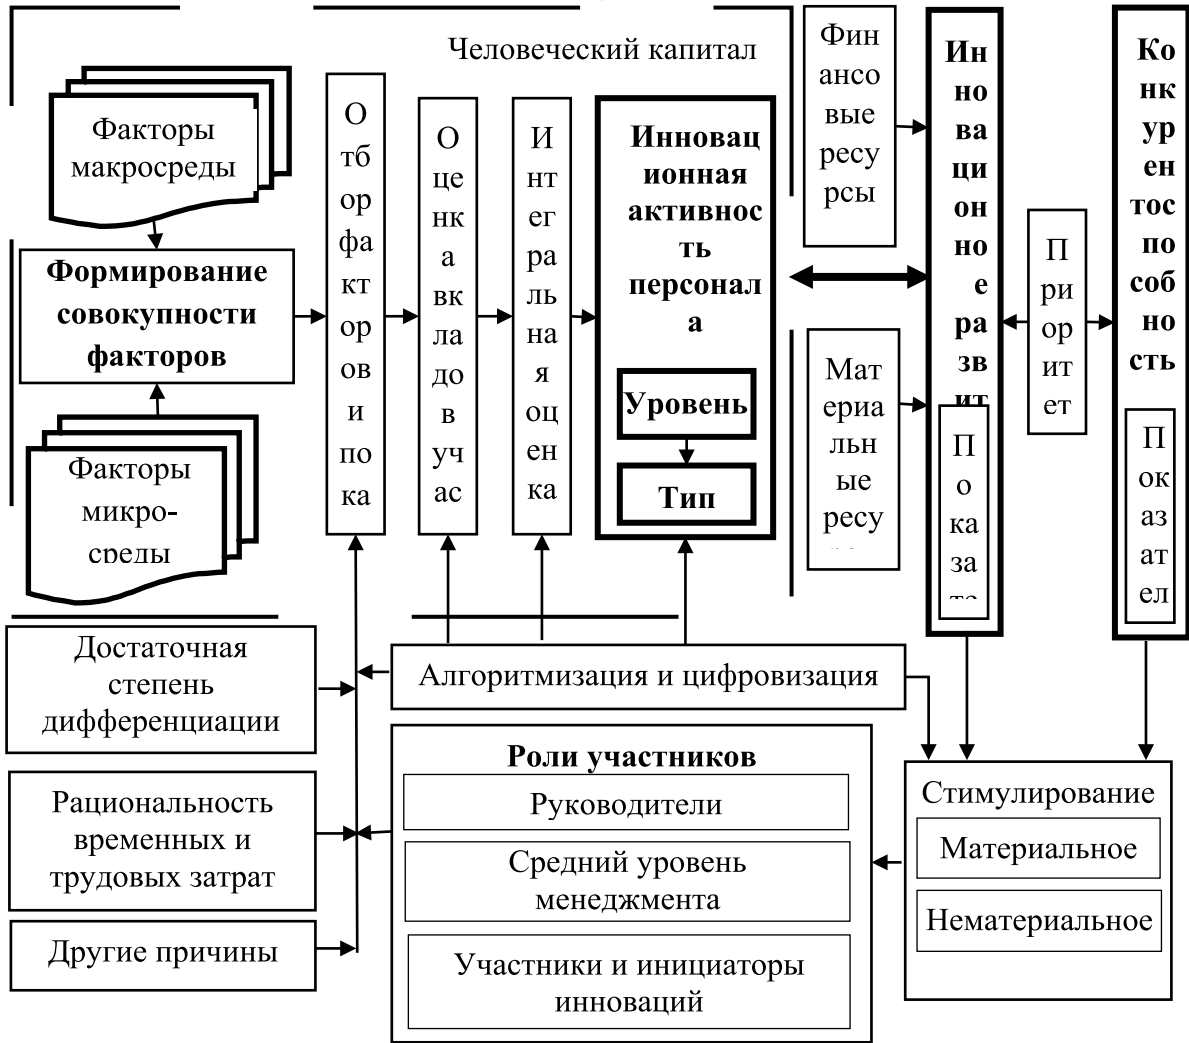 Человеческий капитал
Факторы
макросреды
Формирование
совокупности
факторов
Факторы
микро-
среды
О
тб
ор
фа
кт
ор
ов
и
по
ка
О
це
нк
а
вк
ла
до
в
уч
ас
И
нт
ег
ра
ль
на
я
оц
ен
ка
Инновац
ионная
активнос
ть
персонал
а
Уровень
Тип
Фин
ансо
вые
ресу
рсы
Мат
ериа
льн
ые
ресу
Ин
но
ва
ци
он
но
е
ра
зв
ит
П
о
ка
за
те
П
ри
ор
ит
ет
Ко
нк
ур
ен
тос
по
соб
но
сть
П
ок
аз
ат
ел
Достаточная
степень
дифференциации
Рациональность
временных и
трудовых затрат
Другие причины
Алгоритмизация и цифровизация
Роли участников
Руководители
Средний уровень
менеджмента
Участники и инициаторы
инноваций
Стимулирование
Материальное
Нематериальное